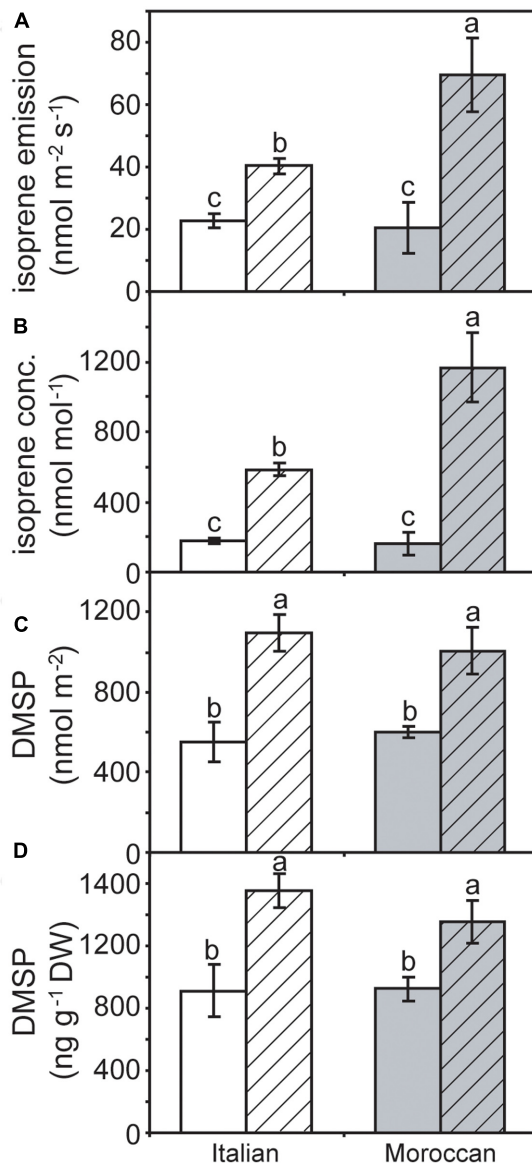 A
isoprene emission
(nmol m⁻² s⁻¹)
80
60
40
20
0
c
b
c
a
B
isoprene conc.
(nmol mol⁻¹)
1200
800
400
0
c
b
c
a
C
DMSP
(nmol m⁻²)
1200
800
400
0
b
a
b
a
D
DMSP
(ng g⁻¹ DW)
1400
1200
800
400
0
b
a
b
a
Italian
Moroccan